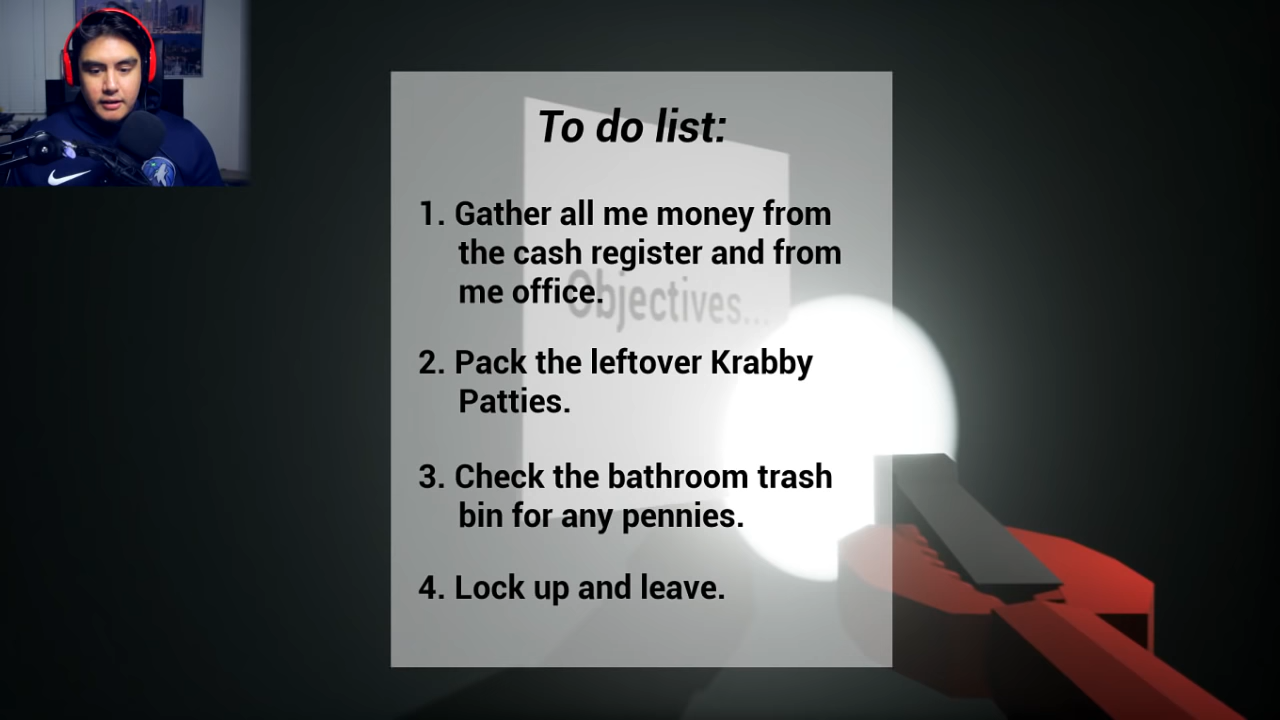 To do list:
1. Gather all me money from
the cash register and from
me office.
Objectives...
2. Pack the leftover Krabby
Patties.
3. Check the bathroom trash
bin for any pennies.
4. Lock up and leave.